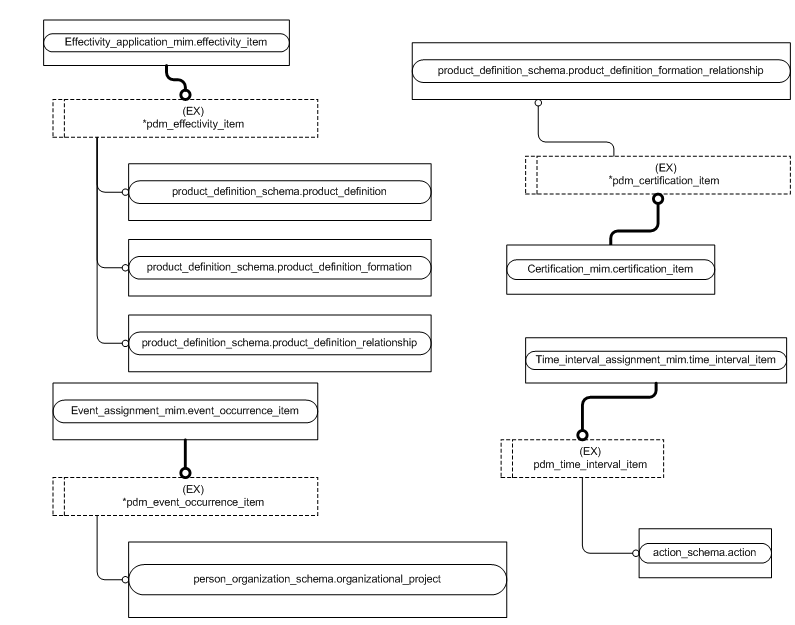 Effectivity_application_mim.effectivity_item
(EX)
*pdm_effectivity_item
product_definition_schema.product_definition
product_definition_schema.product_definition_formation
product_definition_schema.product_definition_relationship
Event_assignment_mim.event_occurrence_item
(EX)
*pdm_event_occurrence_item
person_organization_schema.organizational_project
product_definition_schema.product_definition_formation_relationship
(EX)
*pdm_certification_item
Certification_mim.certification_item
Time_interval_assignment_mim.time_interval_item
(EX)
pdm_time_interval_item
action_schema.action